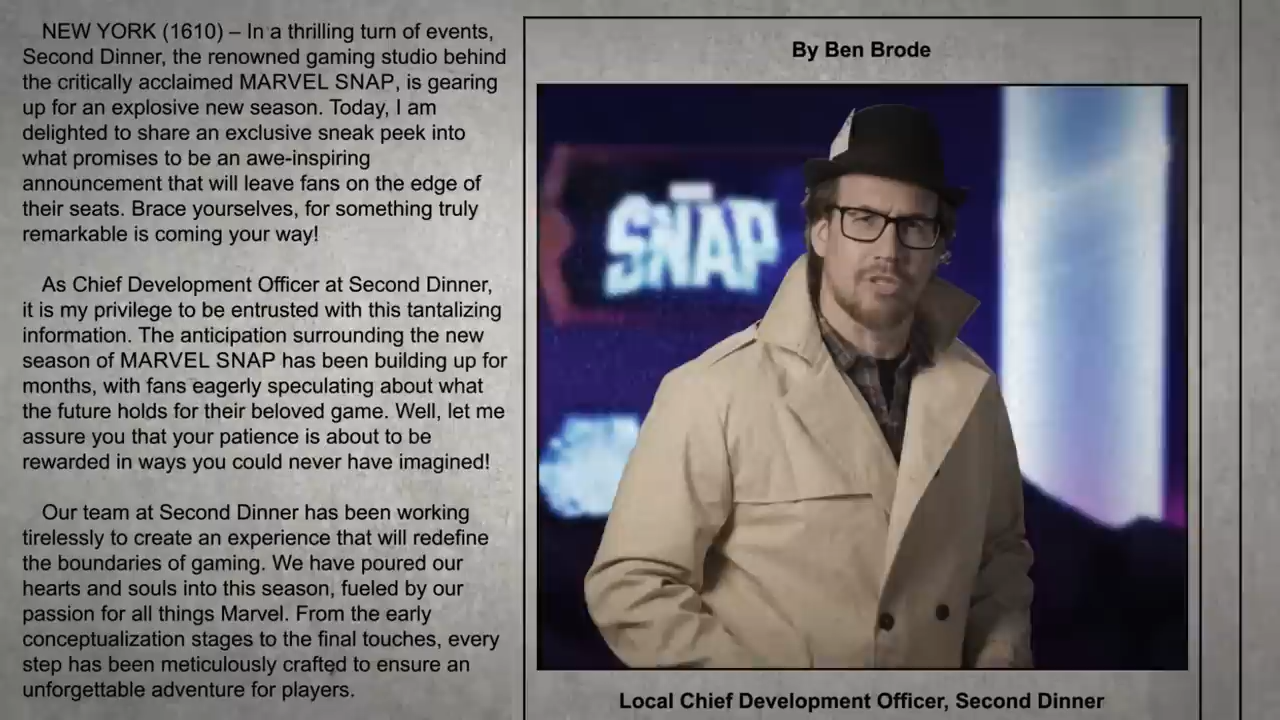 NEW YORK (1610) – In a thrilling turn of events,
Second Dinner, the renowned gaming studio behind
the critically acclaimed MARVEL SNAP, is gearing
up for an explosive new season. Today, I am
delighted to share an exclusive sneak peek into
what promises to be an awe-inspiring
announcement that will leave fans on the edge of
their seats. Brace yourselves, for something truly
remarkable is coming your way!
As Chief Development Officer at Second Dinner,
it is my privilege to be entrusted with this tantalizing
information. The anticipation surrounding the new
season of MARVEL SNAP has been building up for
months, with fans eagerly speculating about what
the future holds for their beloved game. Well, let me
assure you that your patience is about to be
rewarded in ways you could never have imagined!
Our team at Second Dinner has been working
tirelessly to create an experience that will redefine
the boundaries of gaming. We have poured our
hearts and souls into this season, fueled by our
passion for all things Marvel. From the early
conceptualization stages to the final touches, every
step has been meticulously crafted to ensure an
unforgettable adventure for players.
By Ben Brode
SNAP
Local Chief Development Officer, Second Dinner